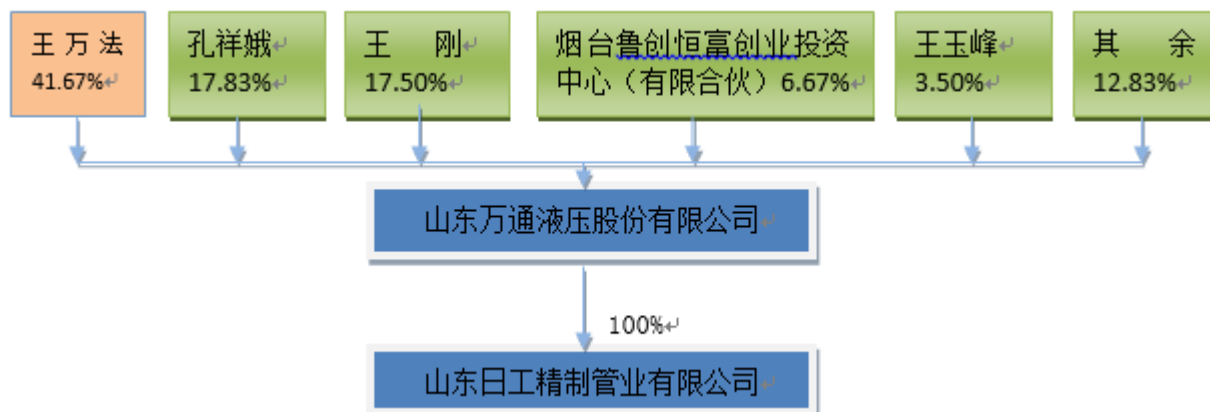 王万法
41.67%
孔祥娥
17.83%
王 刚
17.50%
烟台鲁创恒富创业投资
中心（有限合伙）6.67%
王玉峰
3.50%
其 余
12.83%
山东万通液压股份有限公司
100%
山东日工精制管业有限公司